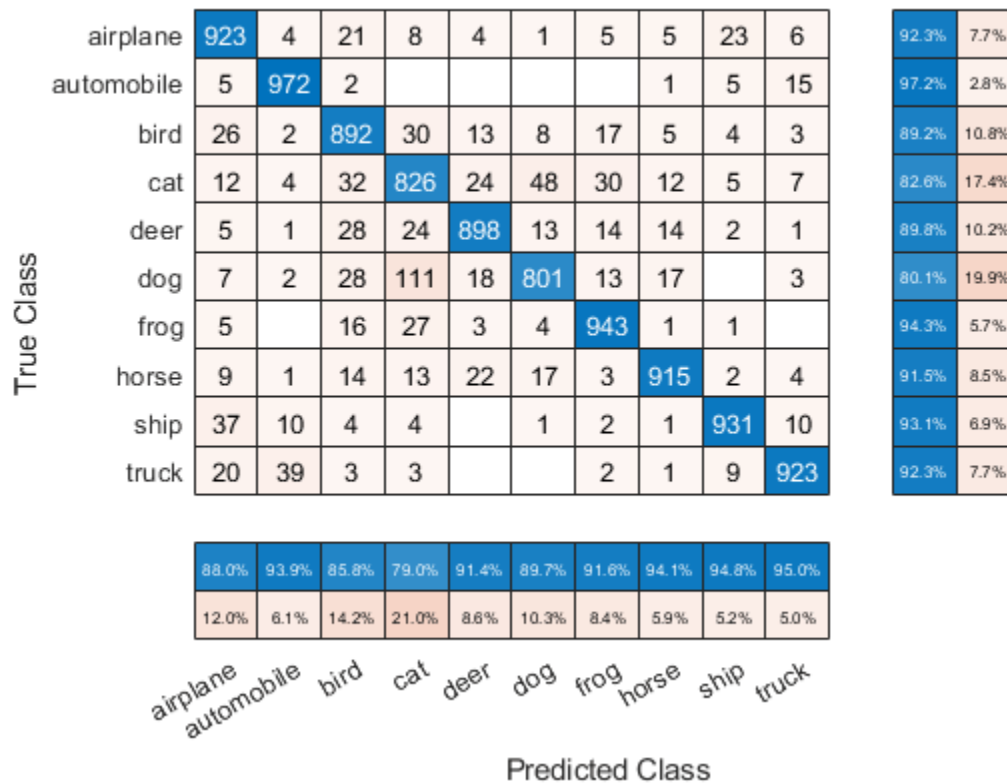 airplane 923 4 21 8 4 1 5 5 23 6 92.3% 7.7%
automobile 5 972 2 1 5 15 97.2% 2.8%
bird 26 2 892 30 13 8 17 5 4 3 89.2% 10.8%
cat 12 4 32 826 24 48 30 12 5 7 82.6% 17.4%
deer 5 1 28 24 898 13 14 14 2 1 89.8% 10.2%
dog 7 2 28 111 18 801 13 17 3 80.1% 19.9%
frog 5 16 27 3 4 943 1 1 94.3% 5.7%
horse 9 1 14 13 22 17 3 915 2 4 91.5% 8.5%
ship 37 10 4 4 1 2 1 931 10 93.1% 6.9%
truck 20 39 3 3 2 1 9 923 92.3% 7.7%
True Class
88.0% 93.9% 85.8% 79.0% 91.4% 89.7% 91.6% 94.1% 94.8% 95.0%
12.0% 6.1% 14.2% 21.0% 8.6% 10.3% 8.4% 5.9% 5.2% 5.0%
airplane automobile bird cat deer dog frog horse ship truck
Predicted Class